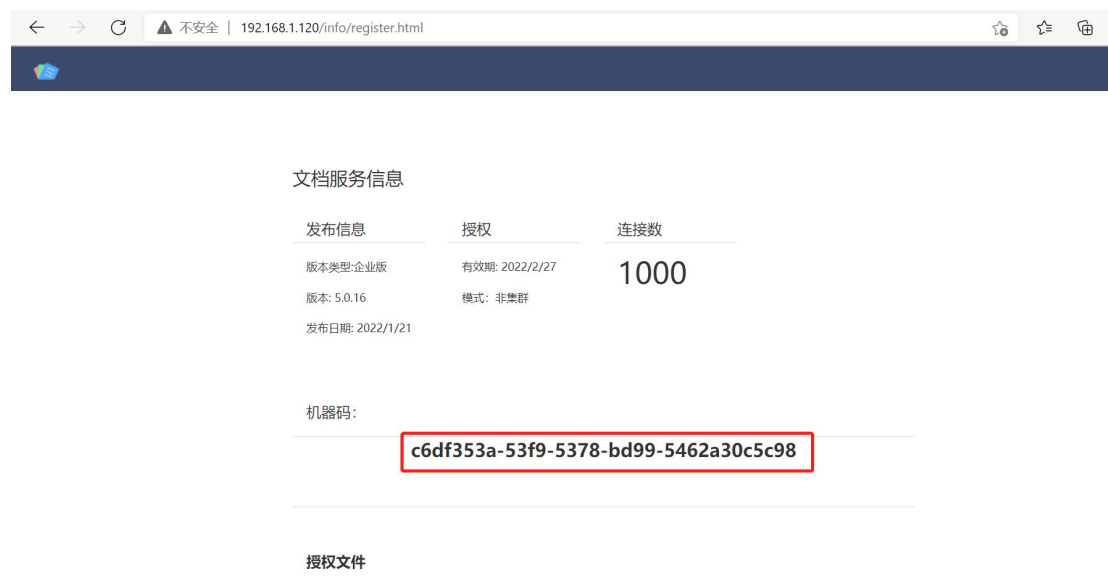 不安全 | 192.168.1.120/info/register.html
文档服务信息
发布信息 授权 连接数
版本类型:企业版 有效期: 2022/2/27 1000
版本: 5.0.16 模式：非集群
发布日期: 2022/1/21
机器码：
c6df353a-53f9-5378-bd99-5462a30c5c98
授权文件